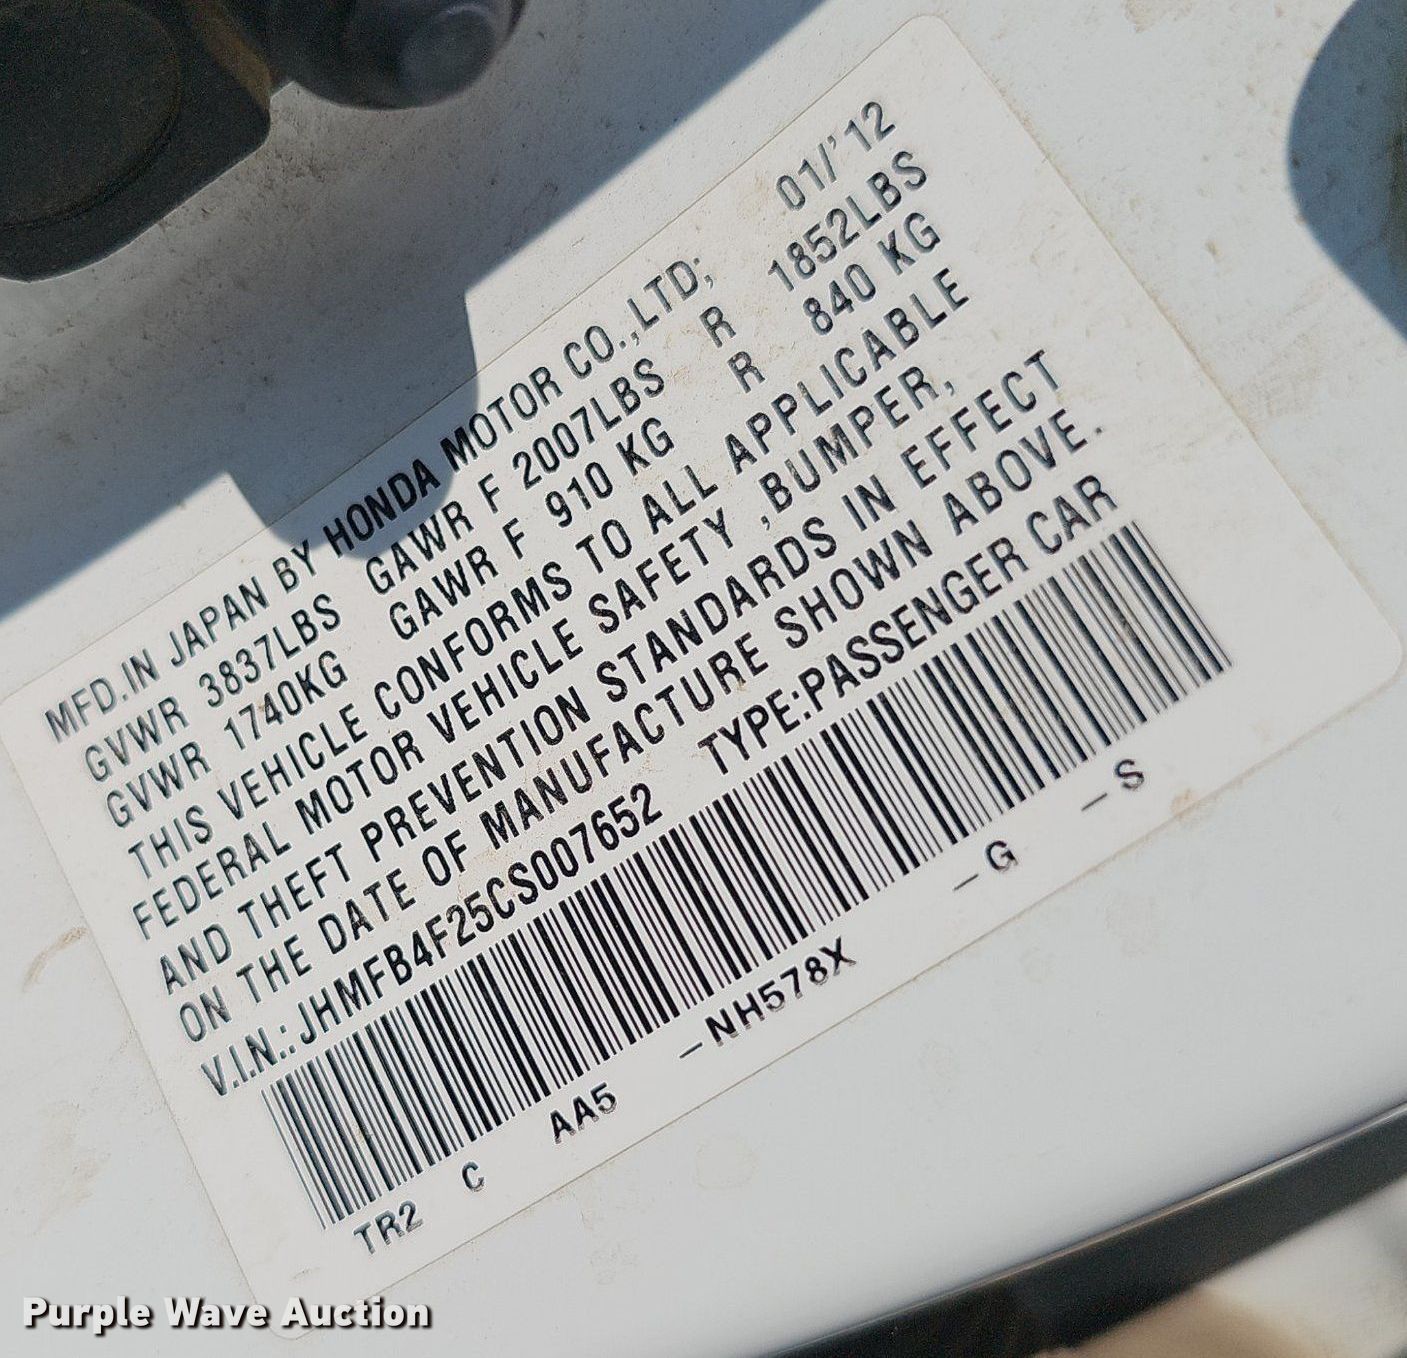 MFD.IN JAPAN BY HONDA MOTOR CO.,LTD; 01/'12
GVWR 3837LBS GAWR F 2007LBS R 1852LBS
GVWR 1740KG GAWR F 910 KG R 840 KG
THIS VEHICLE CONFORMS TO ALL APPLICABLE
FEDERAL MOTOR VEHICLE SAFETY ,BUMPER,
AND THEFT PREVENTION STANDARDS IN EFFECT
ON THE DATE OF MANUFACTURE SHOWN ABOVE.
V.I.N.:JHMFB4F25CS007652 TYPE:PASSENGER CAR
TR2 C AA5 –NH578X –G –S
Purple Wave Auction